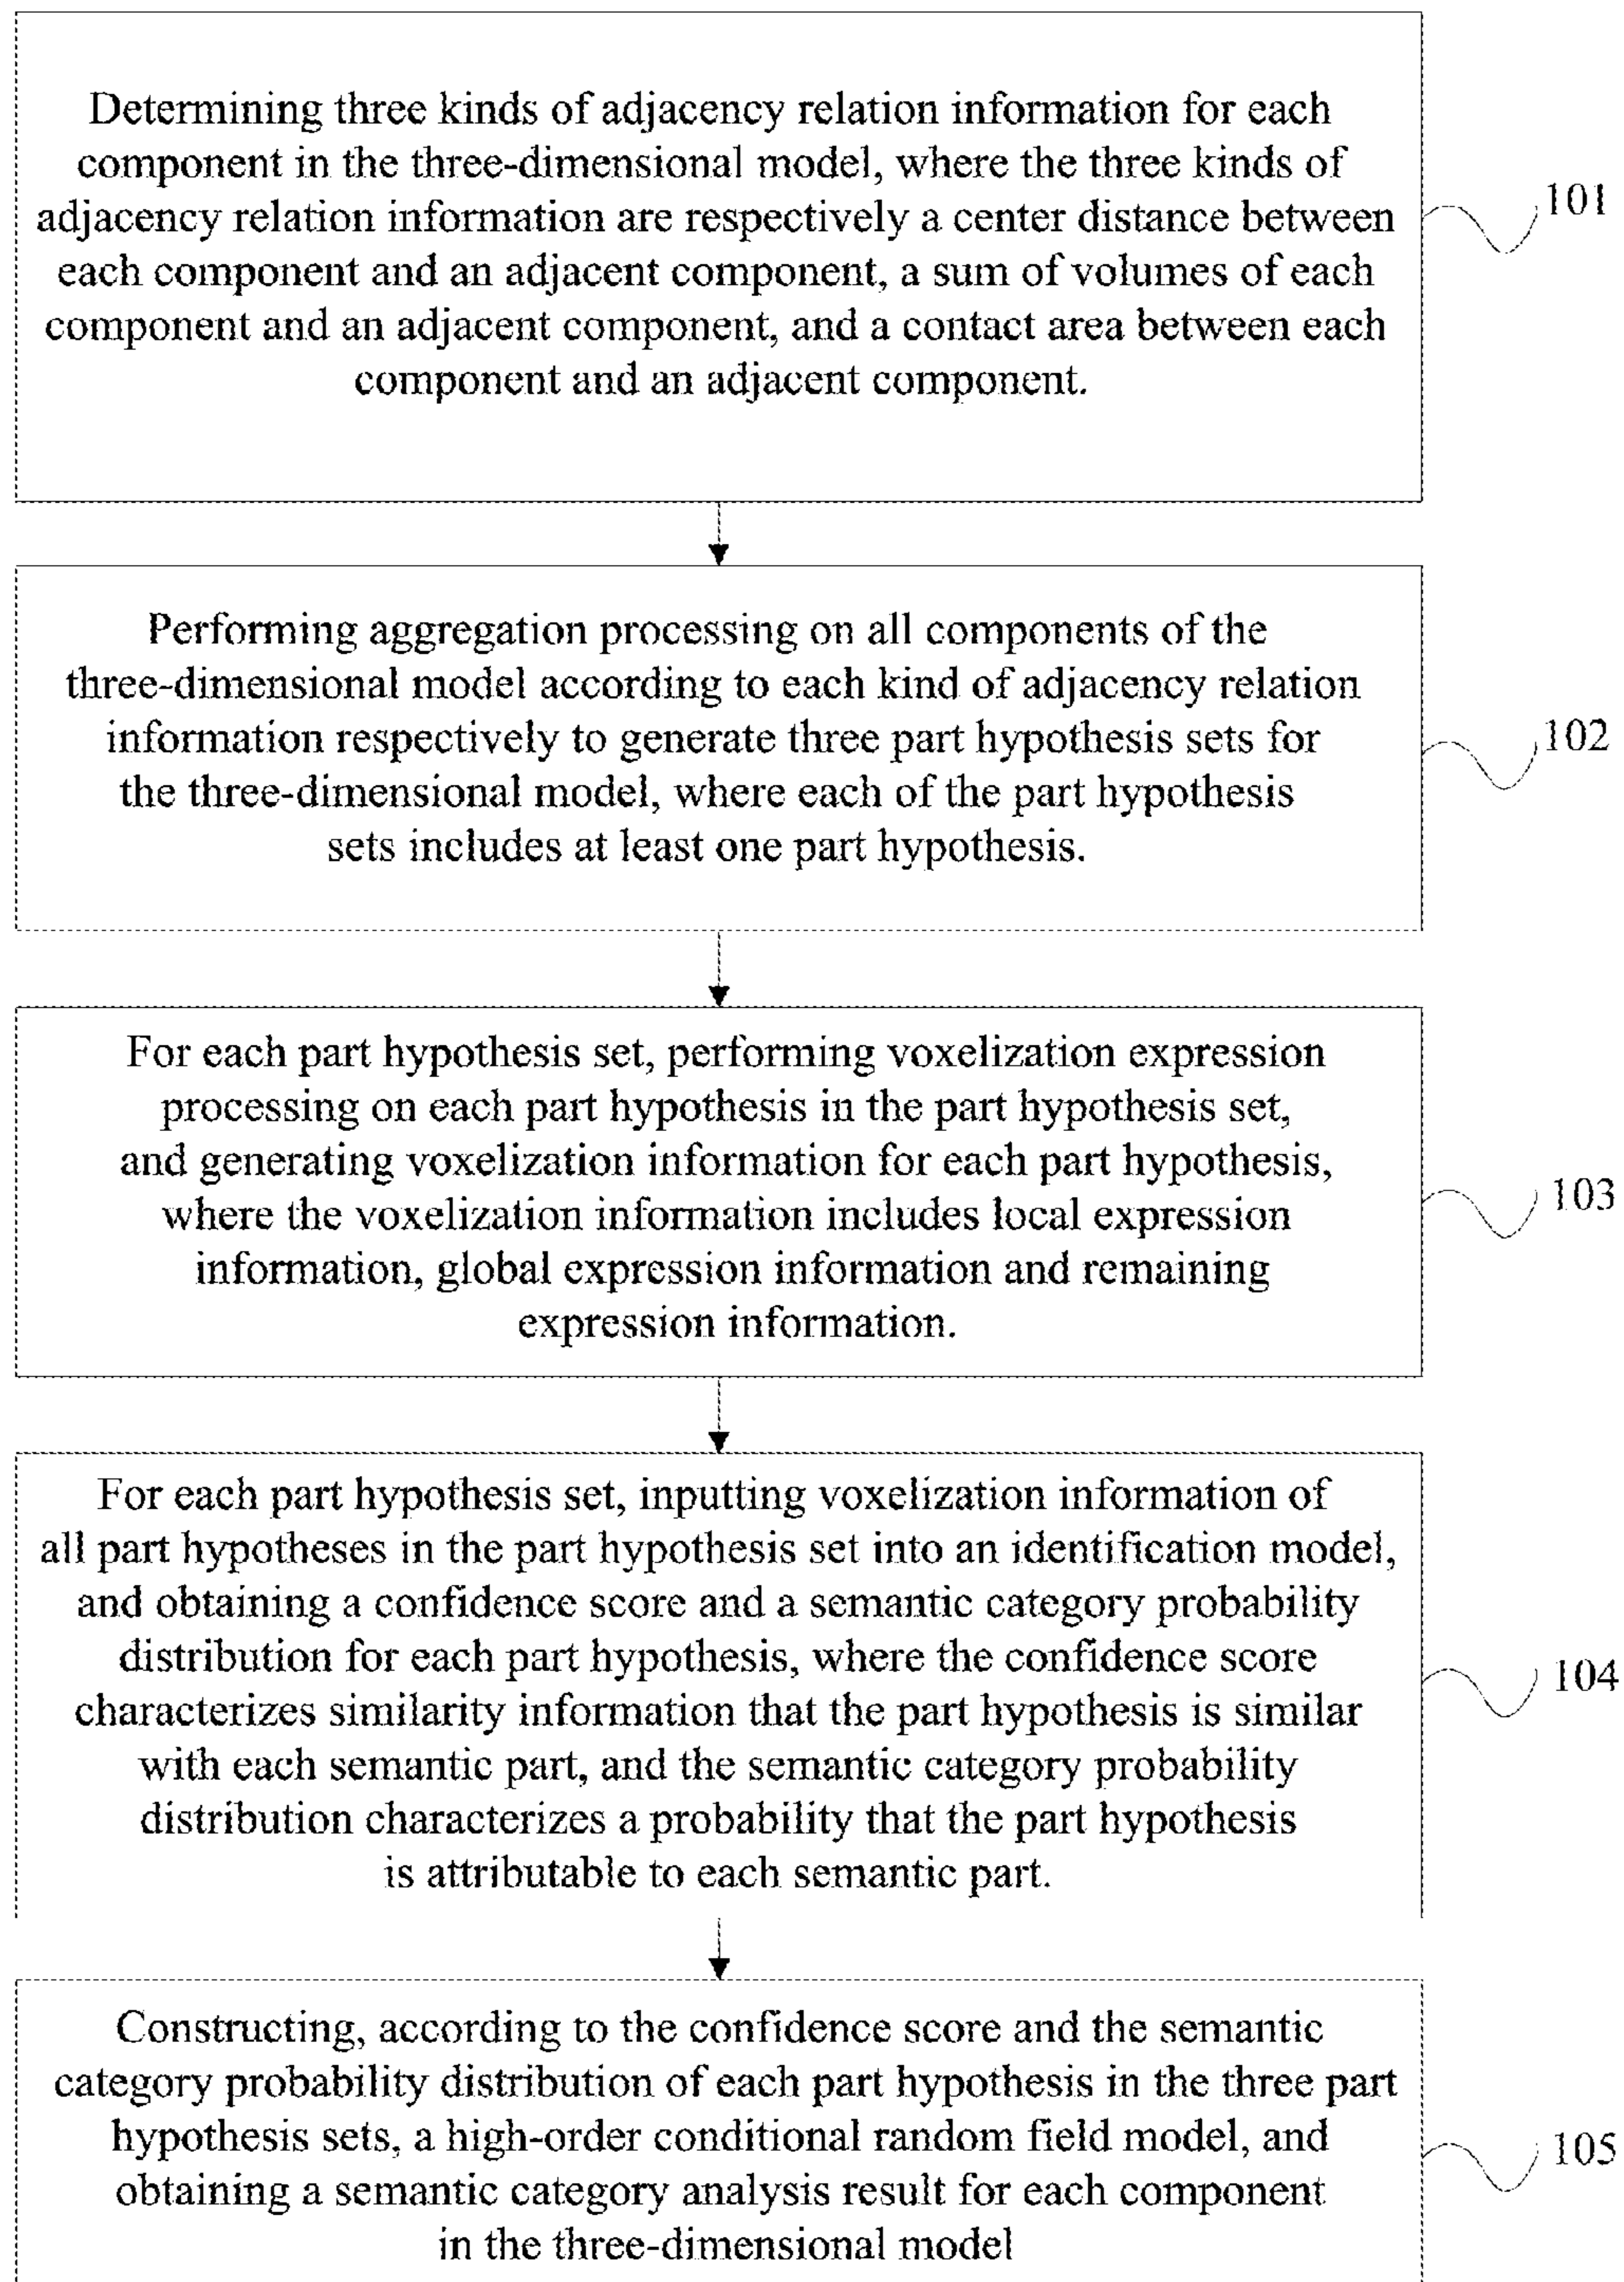 Determining three kinds of adjacency relation information for each
component in the three-dimensional model, where the three kinds of
adjacency relation information are respectively a center distance between
each component and an adjacent component, a sum of volumes of each
component and an adjacent component, and a contact area between each
component and an adjacent component.
101
Performing aggregation processing on all components of the
three-dimensional model according to each kind of adjacency relation
information respectively to generate three part hypothesis sets for
the three-dimensional model, where each of the part hypothesis
sets includes at least one part hypothesis.
102
For each part hypothesis set, performing voxelization expression
processing on each part hypothesis in the part hypothesis set,
and generating voxelization information for each part hypothesis,
where the voxelization information includes local expression
information, global expression information and remaining
expression information.
103
For each part hypothesis set, inputting voxelization information of
all part hypotheses in the part hypothesis set into an identification model,
and obtaining a confidence score and a semantic category probability
distribution for each part hypothesis, where the confidence score
characterizes similarity information that the part hypothesis is similar
with each semantic part, and the semantic category probability
distribution characterizes a probability that the part hypothesis
is attributable to each semantic part.
104
Constructing, according to the confidence score and the semantic
category probability distribution of each part hypothesis in the three part
hypothesis sets, a high-order conditional random field model, and
obtaining a semantic category analysis result for each component
in the three-dimensional model
105